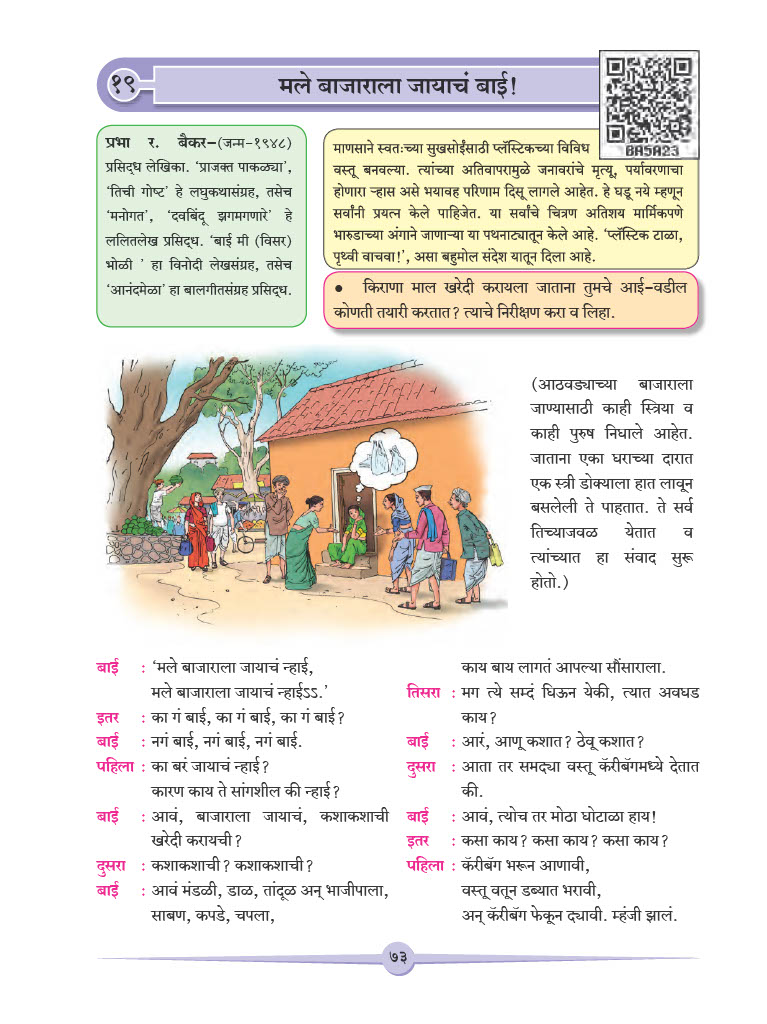 १९
मले बाजाराला जायाचं बाई!
BA5A23
प्रभा र. बैकर–(जन्म–१९४८)
प्रसिद्ध लेखिका. 'प्राजक्त पाकळ्या',
'तिची गोष्ट' हे लघुकथासंग्रह, तसेच
'मनोगत', 'दवबिंदू झगमगणारे' हे
ललितलेख प्रसिद्ध. 'बाई मी (विसर)
भोळी ' हा विनोदी लेखसंग्रह, तसेच
'आनंदमेळा' हा बालगीतसंग्रह प्रसिद्ध.
माणसाने स्वतःच्या सुखसोईंसाठी प्लॅस्टिकच्या विविध
वस्तू बनवल्या. त्यांच्या अतिवापरामुळे जनावरांचे मृत्यू, पर्यावरणाचा
होणारा ऱ्हास असे भयावह परिणाम दिसू लागले आहेत. हे घडू नये म्हणून
सर्वांनी प्रयत्न केले पाहिजेत. या सर्वांचे चित्रण अतिशय मार्मिकपणे
भारुडाच्या अंगाने जाणाऱ्या या पथनाट्यातून केले आहे. 'प्लॅस्टिक टाळा,
पृथ्वी वाचवा!', असा बहुमोल संदेश यातून दिला आहे.
● किराणा माल खरेदी करायला जाताना तुमचे आई–वडील
कोणती तयारी करतात? त्याचे निरीक्षण करा व लिहा.
(आठवड्याच्या बाजाराला
जाण्यासाठी काही स्त्रिया व
काही पुरुष निघाले आहेत.
जाताना एका घराच्या दारात
एक स्त्री डोक्याला हात लावून
बसलेली ते पाहतात. ते सर्व
तिच्याजवळ येतात व
त्यांच्यात हा संवाद सुरू
होतो.)
बाई : 'मले बाजाराला जायाचं न्हाई,
मले बाजाराला जायाचं न्हाईऽऽ.'
इतर : का गं बाई, का गं बाई, का गं बाई?
बाई : नगं बाई, नगं बाई, नगं बाई.
पहिला : का बरं जायाचं न्हाई?
कारण काय ते सांगशील की न्हाई?
बाई : आवं, बाजाराला जायाचं, कशाकशाची
खरेदी करायची?
दुसरा : कशाकशाची? कशाकशाची?
बाई : आवं मंडळी, डाळ, तांदूळ अन् भाजीपाला,
साबण, कपडे, चपला,
काय बाय लागतं आपल्या सौंसाराला.
तिसरा : मग त्ये सम्दं घिऊन येकी, त्यात अवघड
काय?
बाई : आरं, आणू कशात? ठेवू कशात?
दुसरा : आता तर समद्या वस्तू कॅरीबॅगमध्ये देतात
की.
बाई : आवं, त्योच तर मोठा घोटाळा हाय!
इतर : कसा काय? कसा काय? कसा काय?
पहिला : कॅरीबॅग भरून आणावी,
वस्तू वतून डब्यात भरावी,
अन् कॅरीबॅग फेकून द्यावी. म्हंजी झालं.
७३